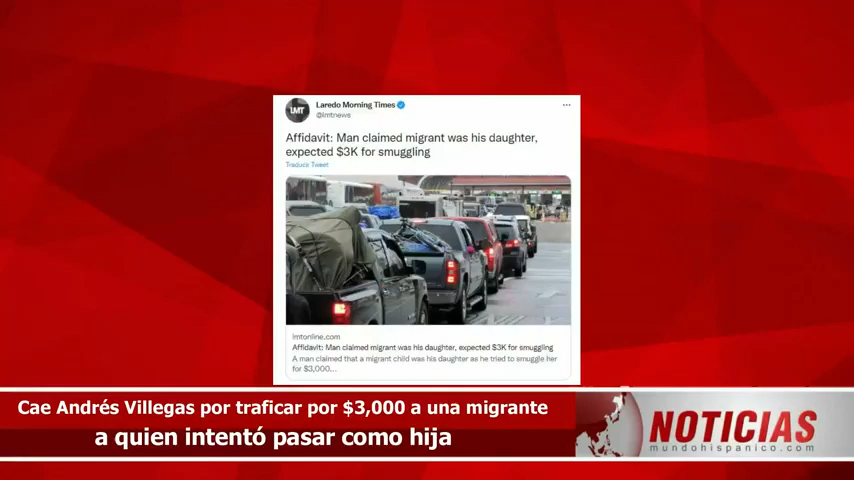 LMT
Laredo Morning Times
@lmtnews
Affidavit: Man claimed migrant was his daughter,
expected $3K for smuggling
Traducir Tweet
lmtonline.com
Affidavit: Man claimed migrant was his daughter, expected $3K for smuggling
A man claimed that a migrant child was his daughter as he tried to smuggle her
for $3,000...
Cae Andrés Villegas por traficar por $3,000 a una migrante
a quien intentó pasar como hija
NOTICIAS
mundohispanico.com